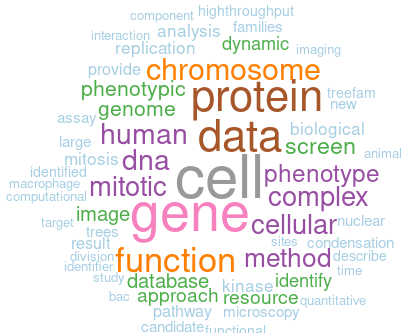 component highthroughput
interaction analysis families
replication dynamic imaging
provide chromosome
phenotypic protein treefam
genome new
assay human data biological
large screen
mitosis dna animal
identified mitotic cell phenotype
macrophage complex
computational
image gene
target cellular nuclear
trees
result sites condensation
division function method describe
identifier time
study database identify
kinase
bac approach resource quantitative
pathway microscopy
candidate functional